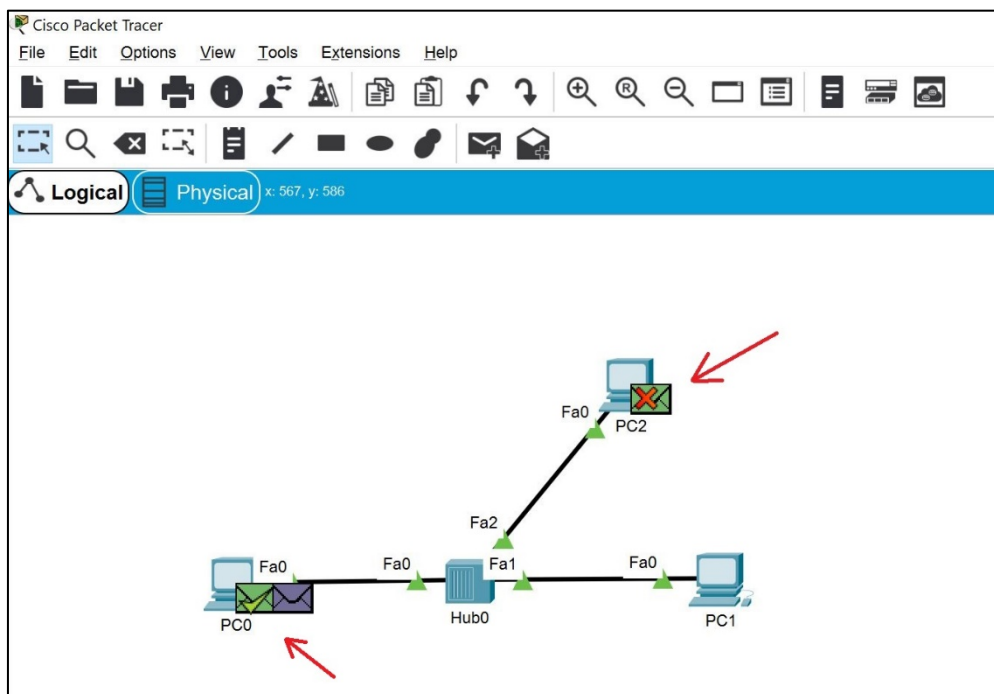 Cisco Packet Tracer
File Edit Options View Tools Extensions Help
Logical Physical x: 567, y: 586
Fa0
PC2
Fa2
Fa0 Fa0 Fa1 Fa0
PC0 Hub0 PC1